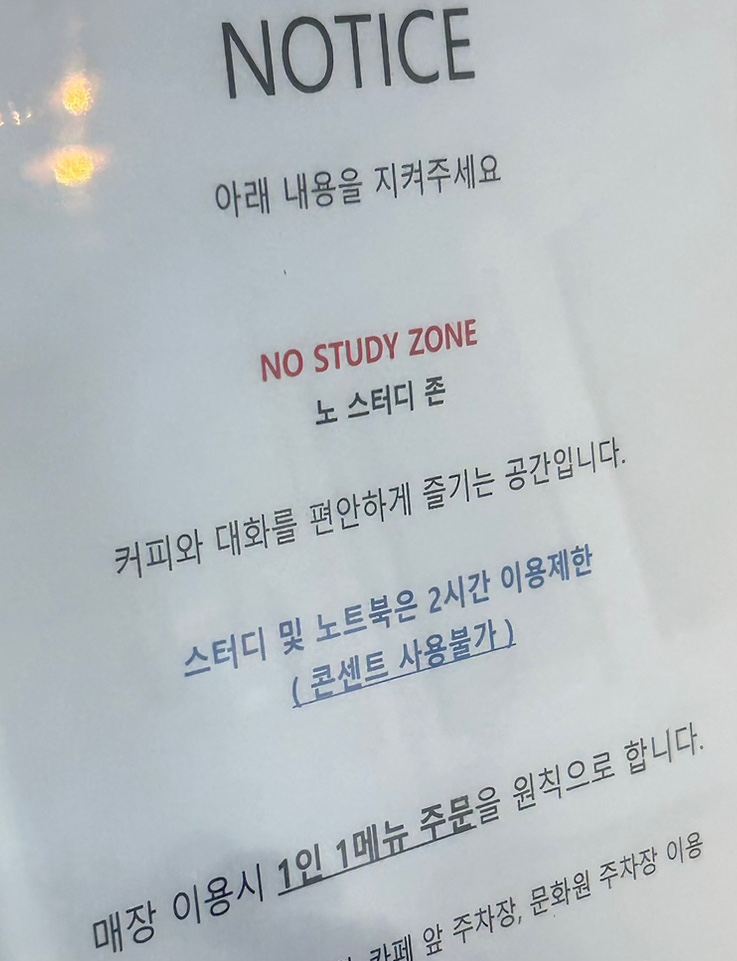 NOTICE
아래 내용을 지켜주세요
NO STUDY ZONE
노 스터디 존
커피와 대화를 편안하게 즐기는 공간입니다.
스터디 및 노트북은 2시간 이용제한
( 콘센트 사용불가 )
매장 이용시 1인 1메뉴 주문을 원칙으로 합니다.
카페 앞 주차장, 문화원 주차장 이용